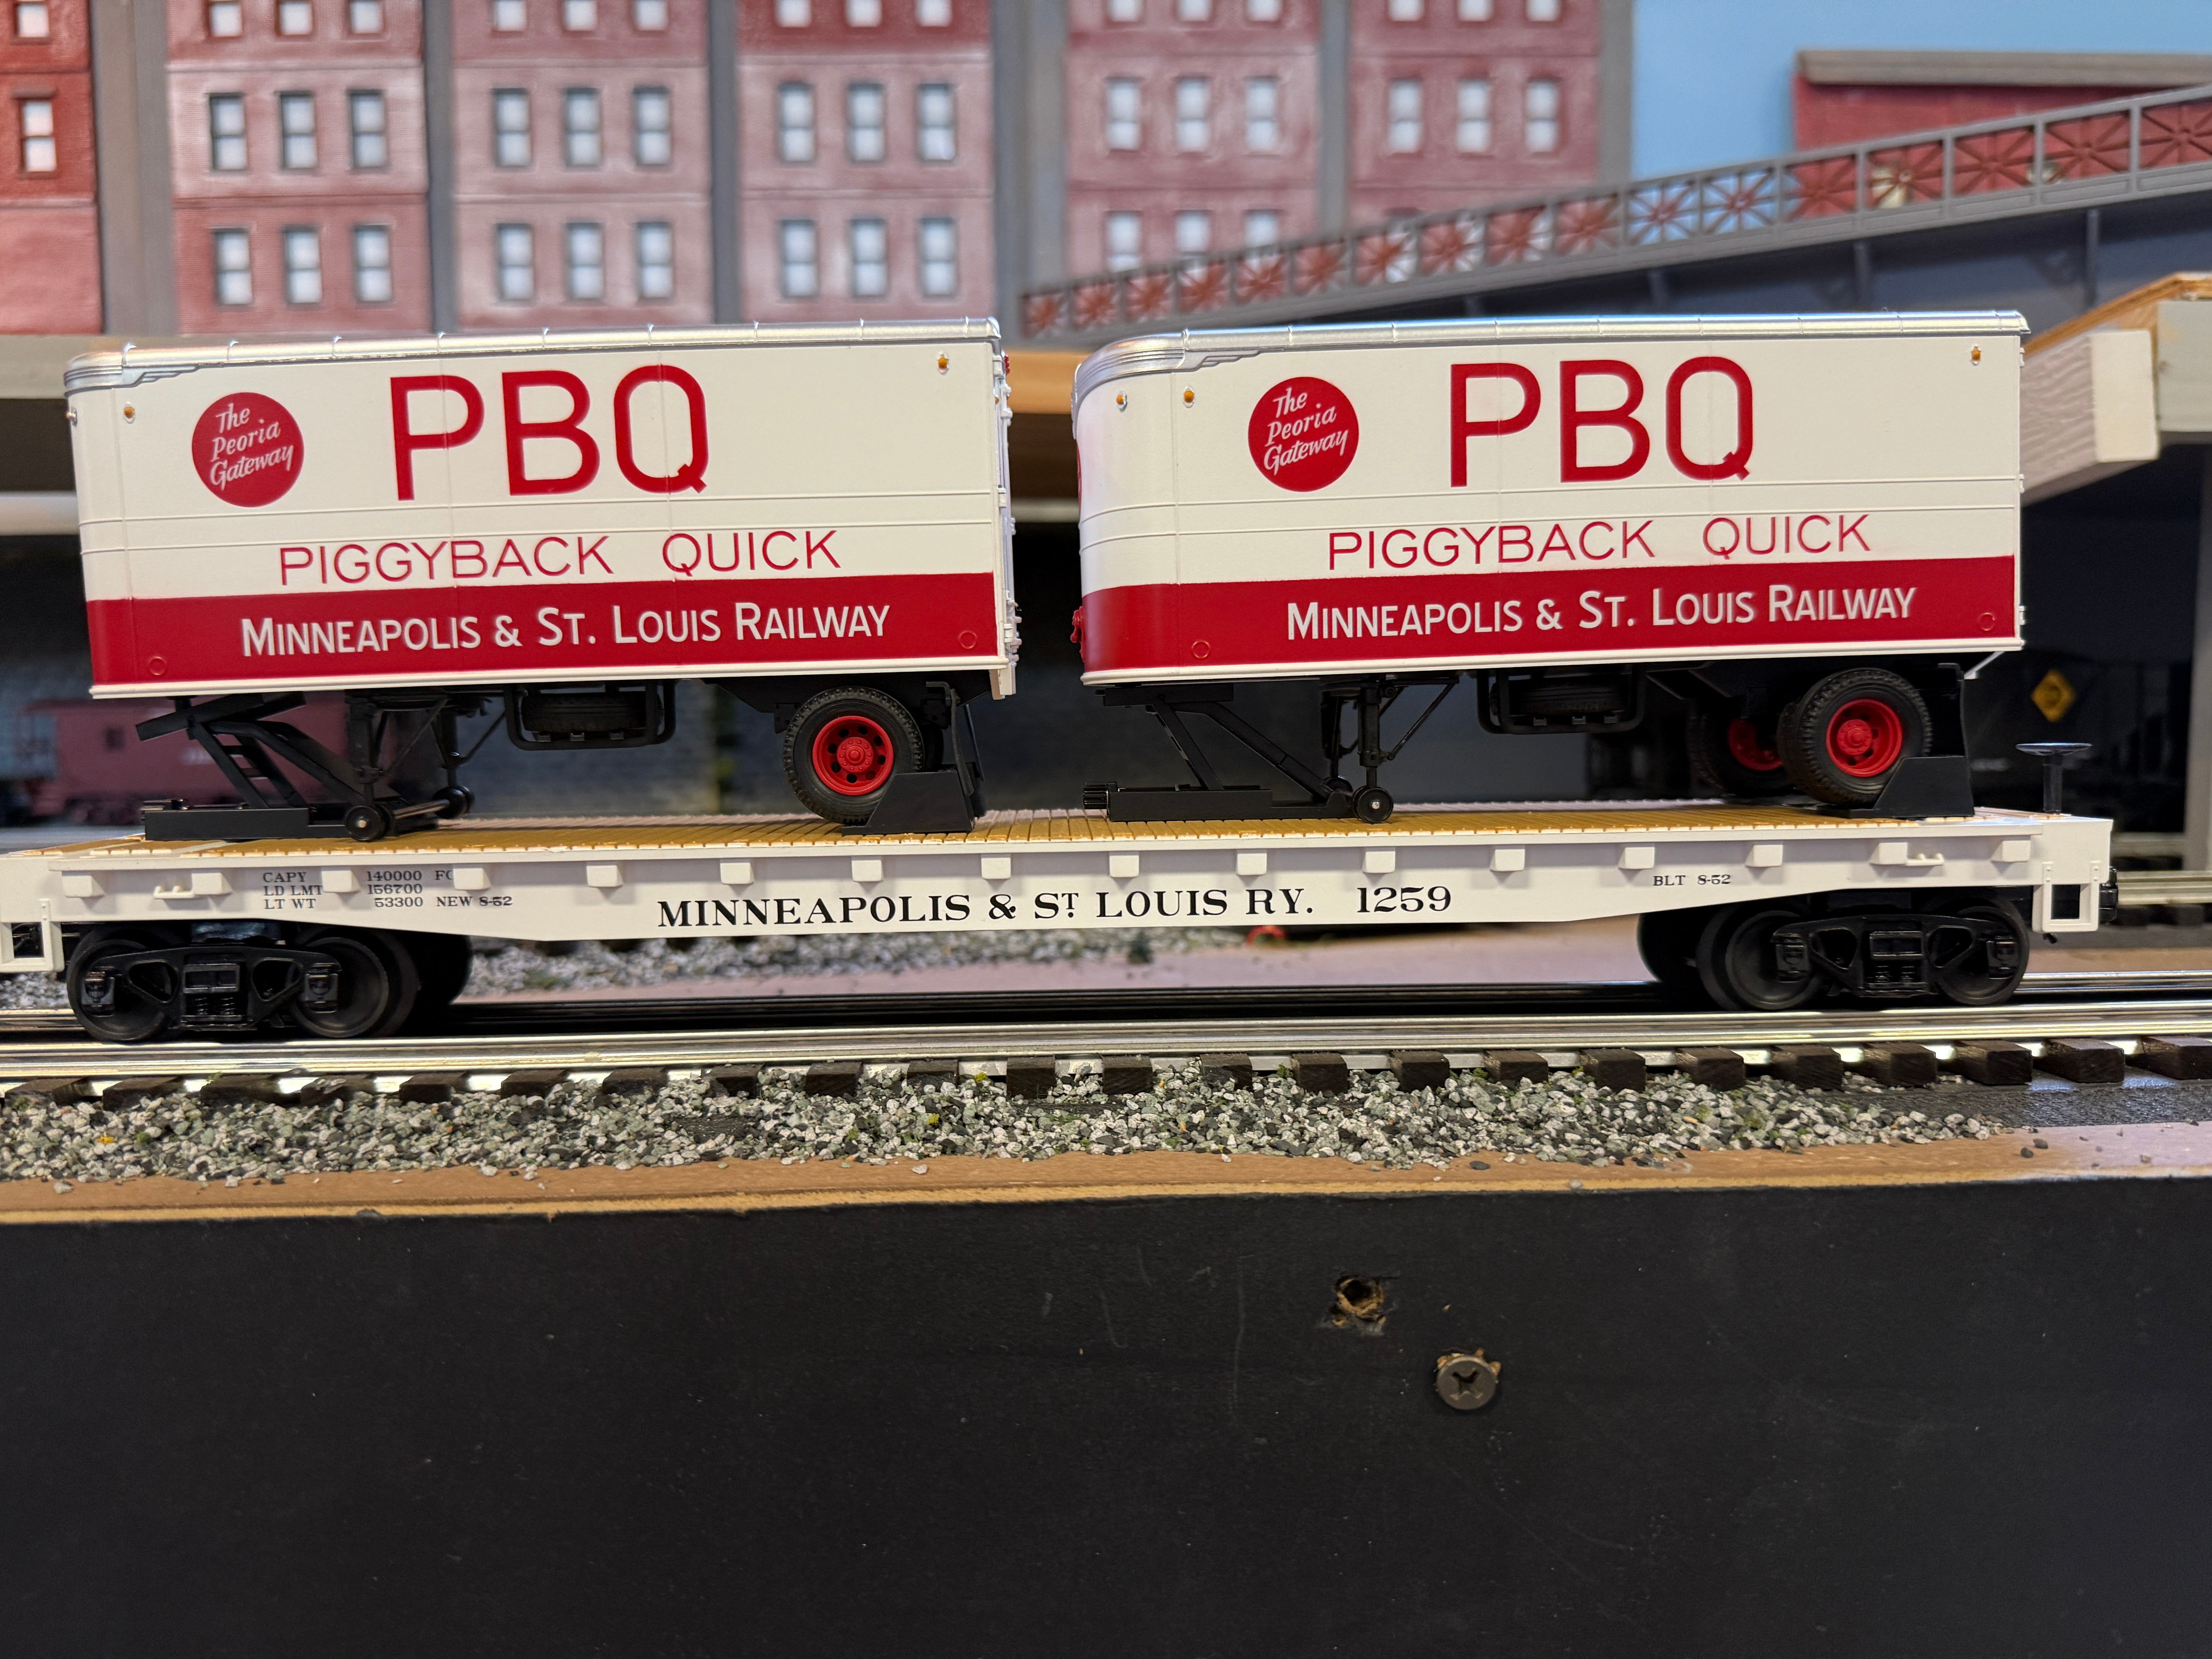 The
Peoria
Gateway
PBQ
PIGGYBACK QUICK
MINNEAPOLIS & ST. LOUIS RAILWAY
The
Peoria
Gateway
PBQ
PIGGYBACK QUICK
MINNEAPOLIS & ST. LOUIS RAILWAY
CAPY 140000
LD LMT 156700
LT WT 53300 NEW 8-52
MINNEAPOLIS & ST LOUIS RY. 1259
BLT 8-52